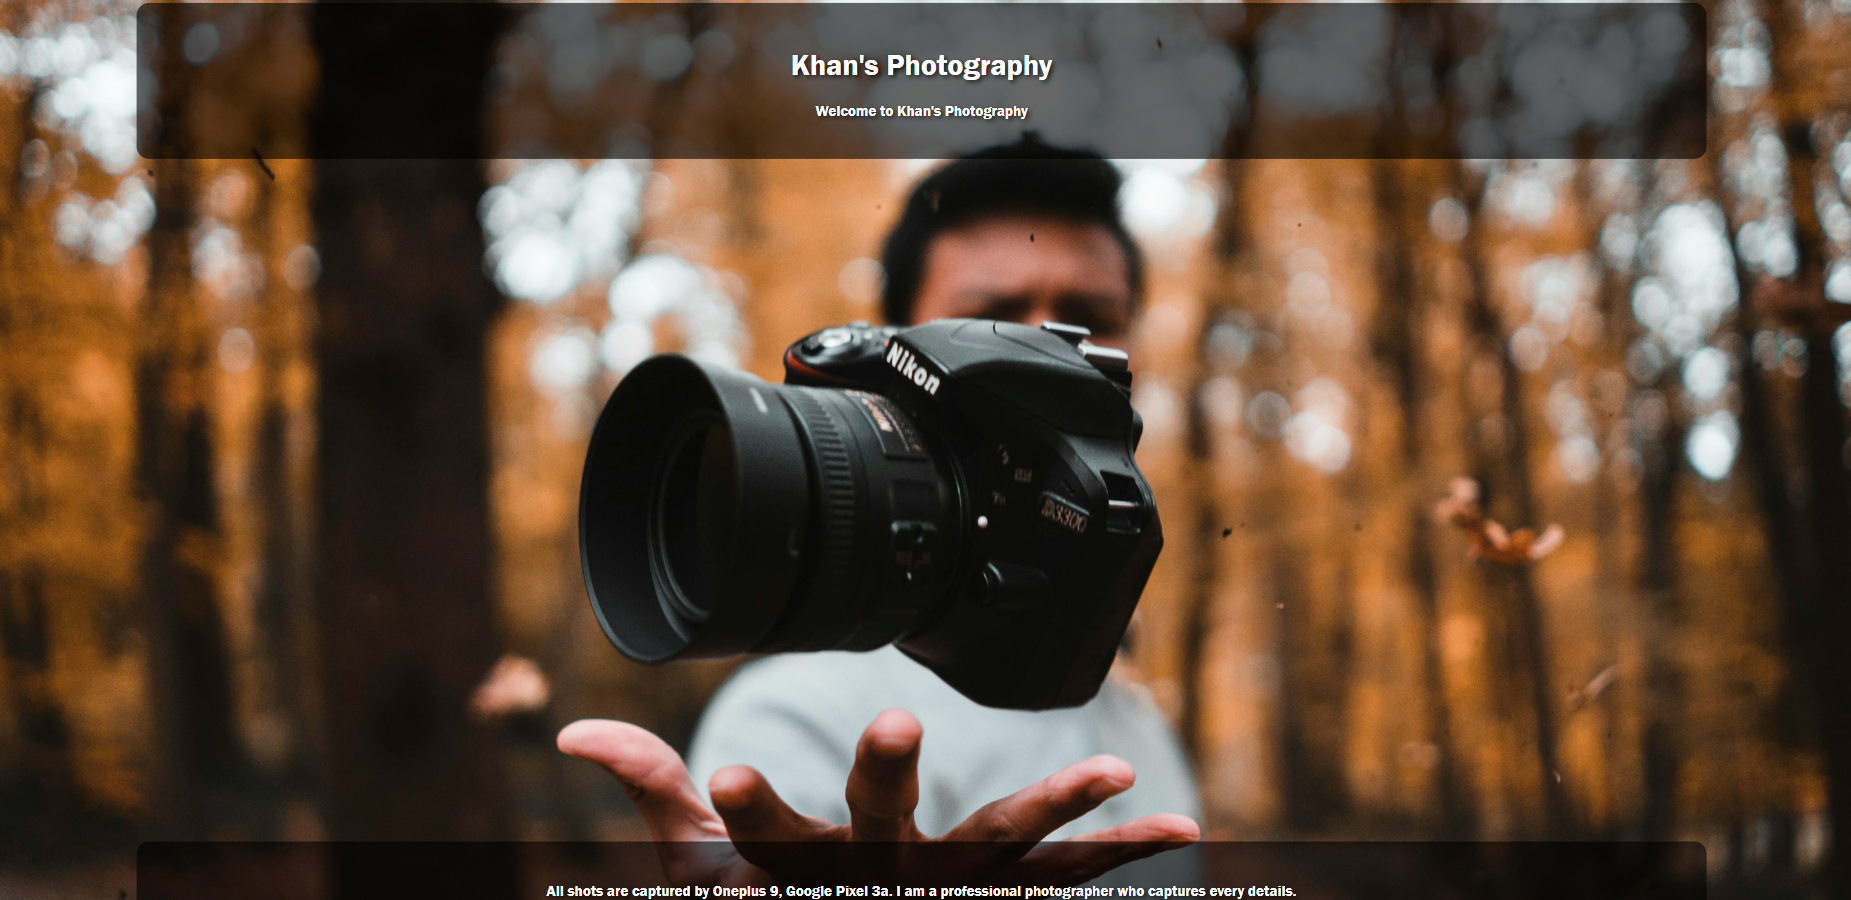 Khan's Photography
Welcome to Khan's Photography
Nikon
D3300
All shots are captured by Oneplus 9, Google Pixel 3a. I am a professional photographer who captures every details.